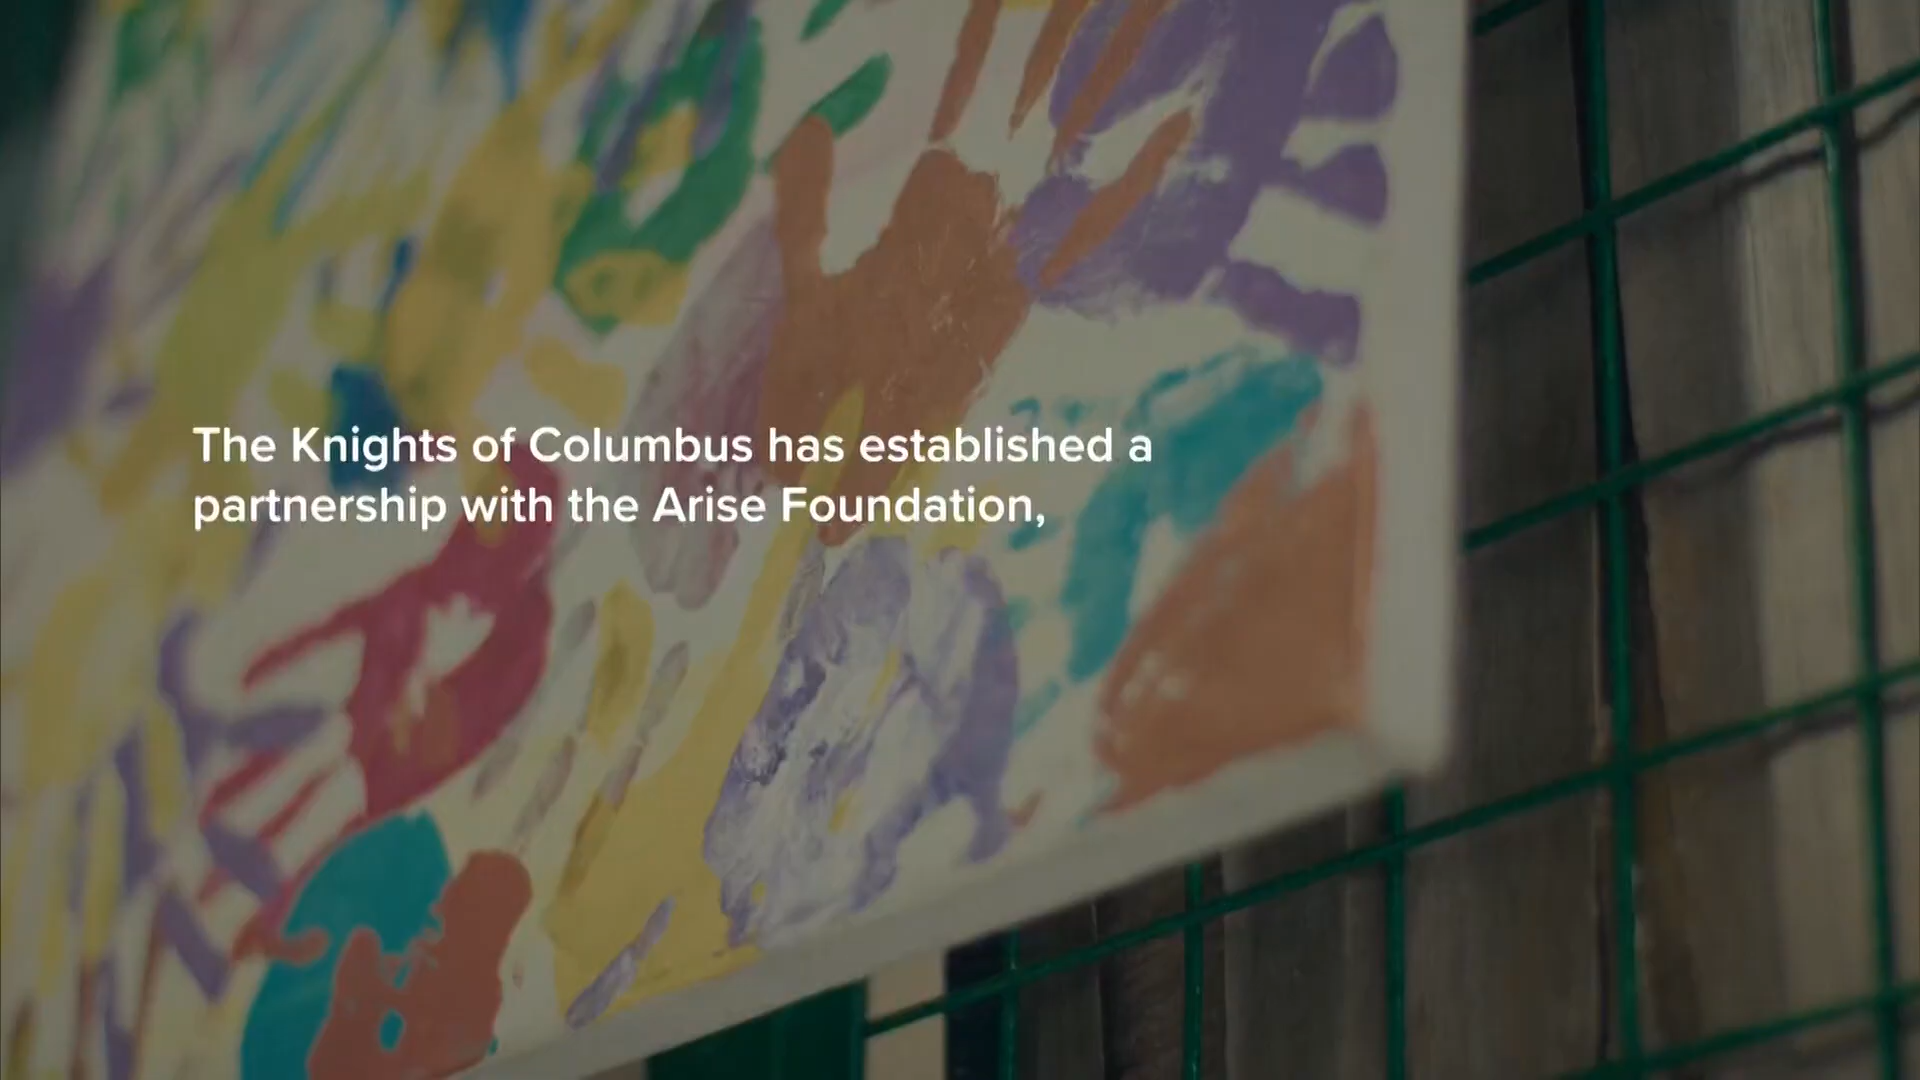 The Knights of Columbus has established a
partnership with the Arise Foundation,